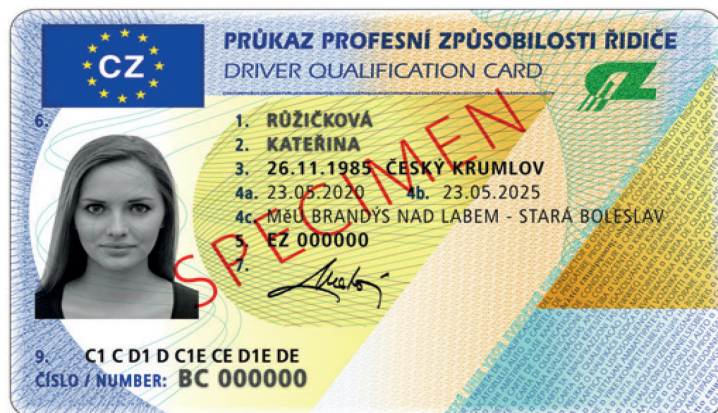 CZ
PRŮKAZ PROFESNÍ ZPŮSOBILOSTI ŘIDIČE
DRIVER QUALIFICATION CARD
CZ
6.
1. RŮŽIČKOVÁ
2. KATEŘINA
3. 26.11.1985 ČESKÝ KRUMLOV
4a. 23.05.2020 4b. 23.05.2025
4c. MěÚ BRANDÝS NAD LABEM - STARÁ BOLESLAV
5. EZ 000000
7.
SPECIMEN
9. C1 C D1 D C1E CE D1E DE
ČÍSLO / NUMBER: BC 000000